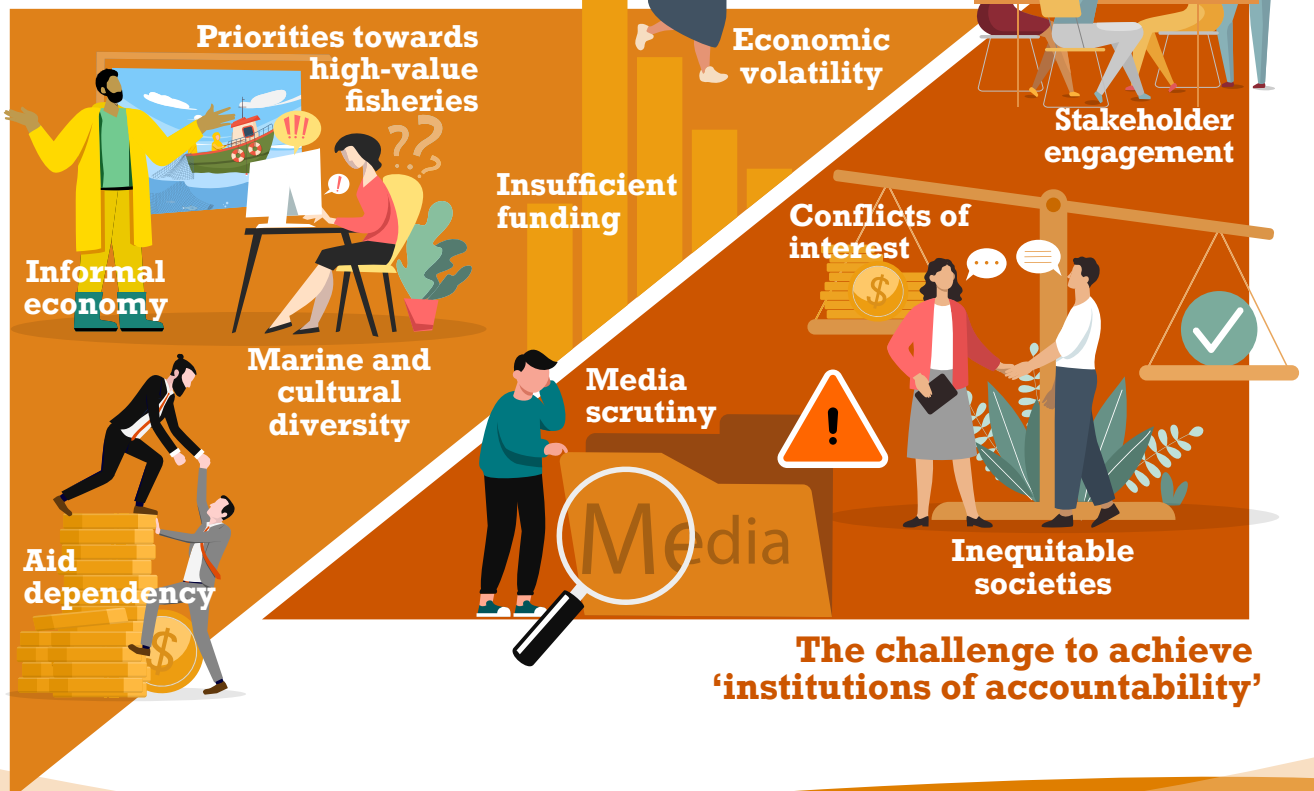 Priorities towards
high-value
fisheries
Economic
volatility
Stakeholder
engagement
Insufficient
funding
Conflicts of
interest
Informal
economy
Marine and
cultural
diversity
Media
scrutiny
Media
Aid
dependency
Inequitable
societies
The challenge to achieve
‘institutions of accountability’